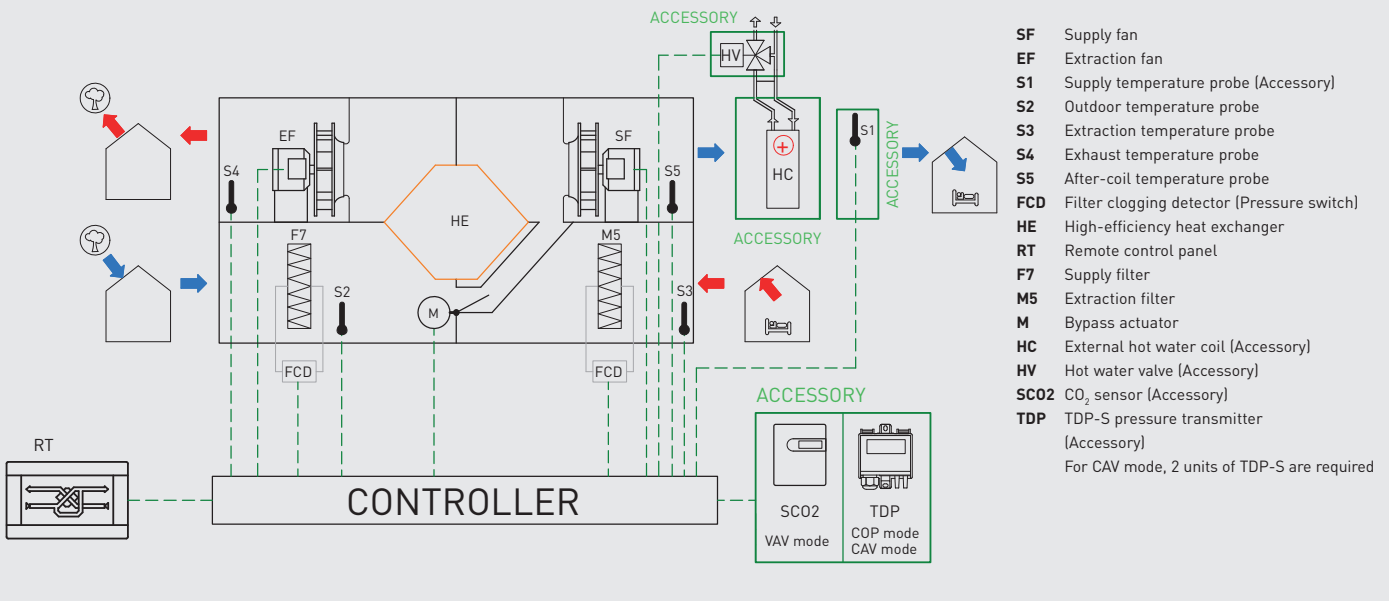 ACCESSORY
HV
EF
SF
S4
S5
S1
HC
HE
ACCESSORY
ACCESSORY
F7
M5
S2
S3
M
FCD
FCD
ACCESSORY
RT
CONTROLLER
SCO2
VAV mode
TDP
COP mode
CAV mode
SF Supply fan
EF Extraction fan
S1 Supply temperature probe (Accessory)
S2 Outdoor temperature probe
S3 Extraction temperature probe
S4 Exhaust temperature probe
S5 After-coil temperature probe
FCD Filter clogging detector (Pressure switch)
HE High-efficiency heat exchanger
RT Remote control panel
F7 Supply filter
M5 Extraction filter
M Bypass actuator
HC External hot water coil (Accessory)
HV Hot water valve (Accessory)
SCO2 CO2 sensor (Accessory)
TDP TDP-S pressure transmitter
(Accessory)
For CAV mode, 2 units of TDP-S are required